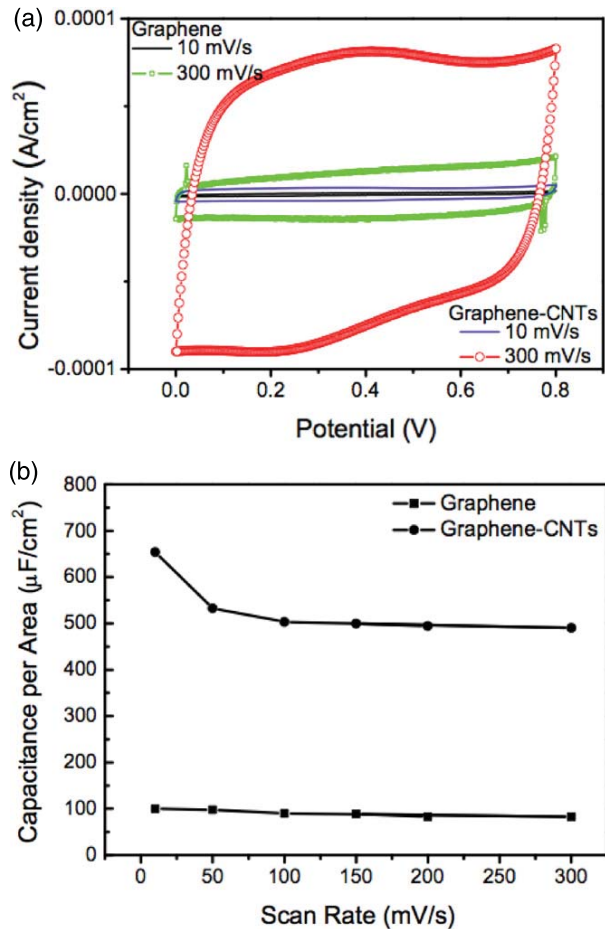 (a)
0.0001
0.0000
-0.0001
Current density (A/cm²)
Graphene
10 mV/s
300 mV/s
Graphene-CNTs
10 mV/s
300 mV/s
0.0 0.2 0.4 0.6 0.8
Potential (V)
(b)
800
700
600
500
400
300
200
100
0
Capacitance per Area (μF/cm²)
Graphene
Graphene-CNTs
0 50 100 150 200 250 300
Scan Rate (mV/s)